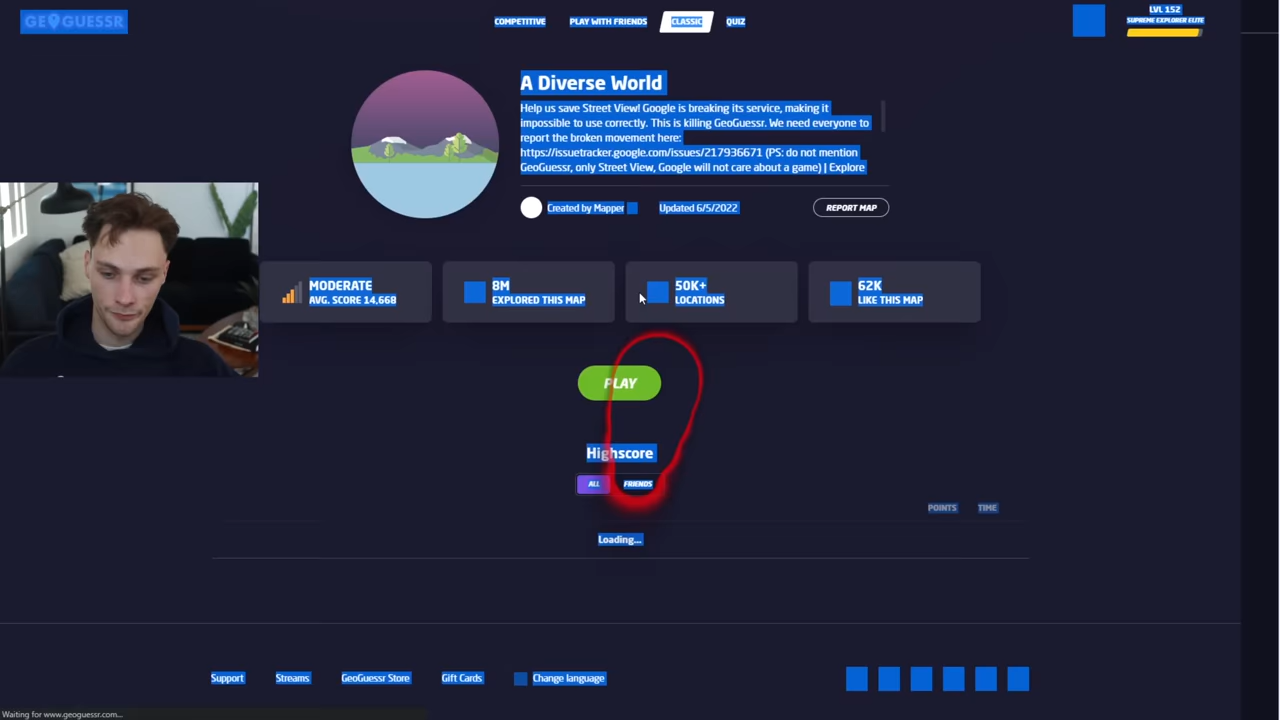 GEOGUESSR
COMPETITIVE
PLAY WITH FRIENDS
CLASSIC
QUIZ
LVL 152
SUPREME EXPLORER ELITE
A Diverse World
Help us save Street View! Google is breaking its service, making it
impossible to use correctly. This is killing GeoGuessr. We need everyone to
report the broken movement here:
https://issuetracker.google.com/issues/217936671 (PS: do not mention
GeoGuessr, only Street View, Google will not care about a game) | Explore
Created by Mapper
Updated 6/5/2022
REPORT MAP
MODERATE
AVG. SCORE 14,668
8M
EXPLORED THIS MAP
50K+
LOCATIONS
62K
LIKE THIS MAP
PLAY
Highscore
ALL
FRIENDS
POINTS
TIME
Loading...
Support
Streams
GeoGuessr Store
Gift Cards
Change language
Waiting for www.geoguessr.com...